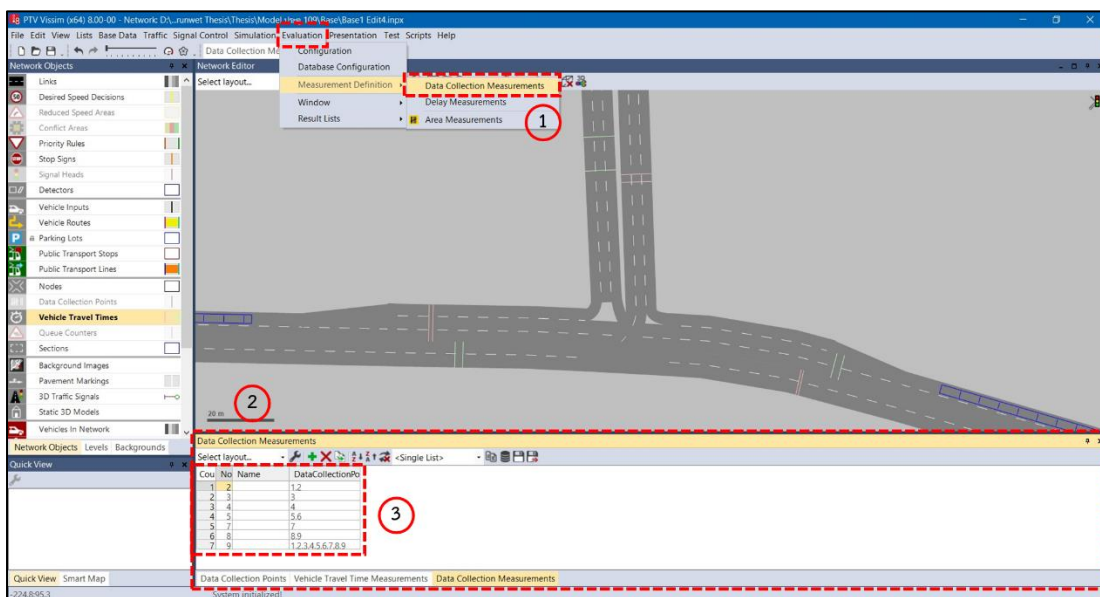 PTV Vissim (x64) 8.00-00 - Network: D:\...runwet Thesis\Thesis\Model
109\Base\Base1 Edit4.inpx
File Edit View Lists Base Data Traffic Signal Control Simulation Evaluation Presentation Test Scripts Help
Data Collection Me
Configuration
Database Configuration
Measurement Definition
Data Collection Measurements
Window
Delay Measurements
Result Lists
Area Measurements
1
Network Objects
Network Editor
Select layout...
Links
Desired Speed Decisions
Reduced Speed Areas
Conflict Areas
Priority Rules
Stop Signs
Signal Heads
Detectors
Vehicle Inputs
Vehicle Routes
Parking Lots
Public Transport Stops
Public Transport Lines
Nodes
Data Collection Points
Vehicle Travel Times
Queue Counters
Sections
Background Images
Pavement Markings
3D Traffic Signals
Static 3D Models
Vehicles In Network
Network Objects Levels Backgrounds
Quick View
Quick View Smart Map
20 m
2
Data Collection Measurements
Select layout... <Single List>
Cou No Name DataCollectionPo
1 2 1.2
2 3 3
3 4 4
4 5 5.6
5 7 7
6 8 8.9
7 9 1.2.3.4.5.6.7.8.9
3
Data Collection Points Vehicle Travel Time Measurements Data Collection Measurements
-224.8:95.3 System initialized!